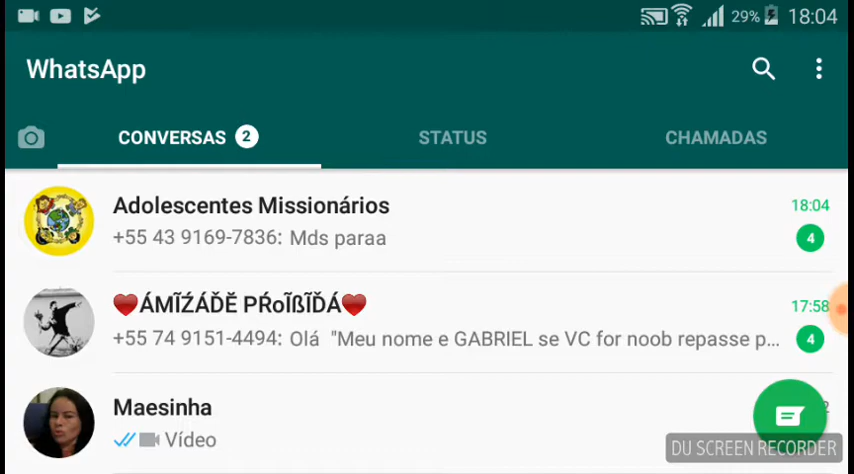 29% 18:04
WhatsApp
CONVERSAS 2 STATUS CHAMADAS
Adolescentes Missionários 18:04
+55 43 9169-7836: Mds paraa 4
❤️ÁMĨŹÁĎĔ PŔoĨßĨĎÁ❤️ 17:58
+55 74 9151-4494: Olá "Meu nome e GABRIEL se VC for noob repasse p... 4
Maesinha
Vídeo
DU SCREEN RECORDER